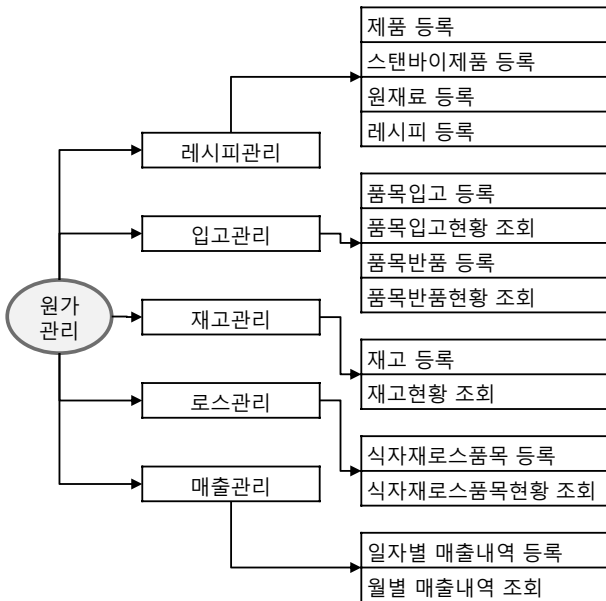 원가
관리
레시피관리
제품 등록
스탠바이제품 등록
원재료 등록
레시피 등록
입고관리
품목입고 등록
품목입고현황 조회
품목반품 등록
품목반품현황 조회
재고관리
재고 등록
재고현황 조회
로스관리
식자재로스품목 등록
식자재로스품목현황 조회
매출관리
일자별 매출내역 등록
월별 매출내역 조회